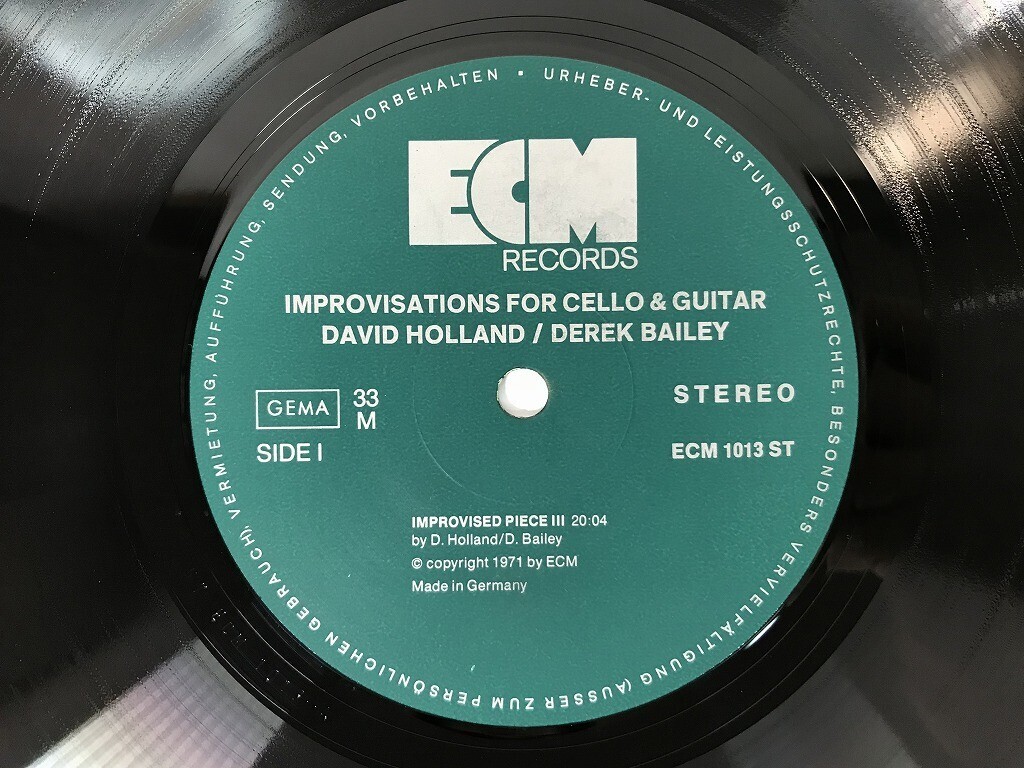 ECM
RECORDS
IMPROVISATIONS FOR CELLO & GUITAR
DAVID HOLLAND / DEREK BAILEY
GEMA
33
M
SIDE I
STEREO
ECM 1013 ST
IMPROVISED PIECE III 20:04
by D. Holland/D. Bailey
© copyright 1971 by ECM
Made in Germany
URHEBER- UND LEISTUNGSSCHUTZRECHTE, BESONDERS VERVIELFÄLTIGUNG (AUSSER ZUM PERSÖNLICHEN GEBRAUCH), VERMIETUNG, AUFFÜHRUNG, SENDUNG, VORBEHALTEN ▪